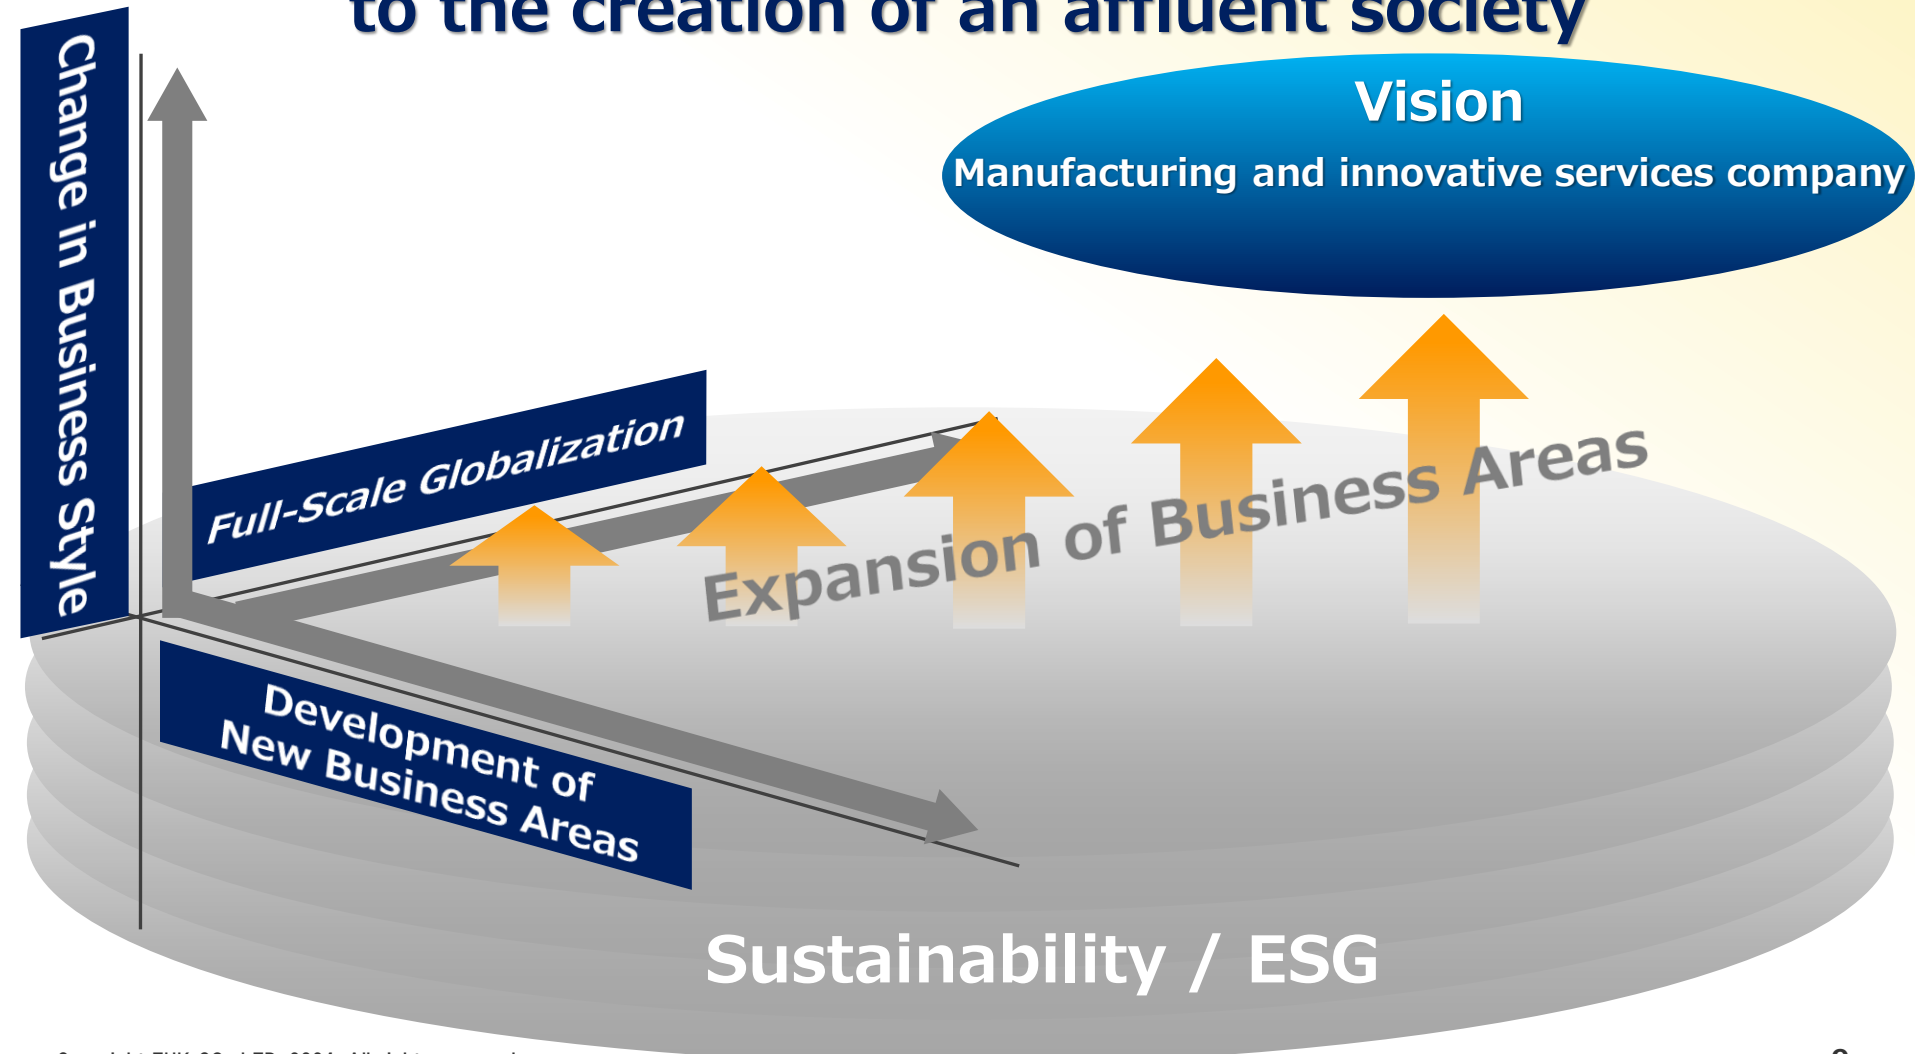 to the creation of an affluent society
Vision
Manufacturing and innovative services company
Change in Business Style
Full-Scale Globalization
Expansion of Business Areas
Development of
New Business Areas
Sustainability / ESG